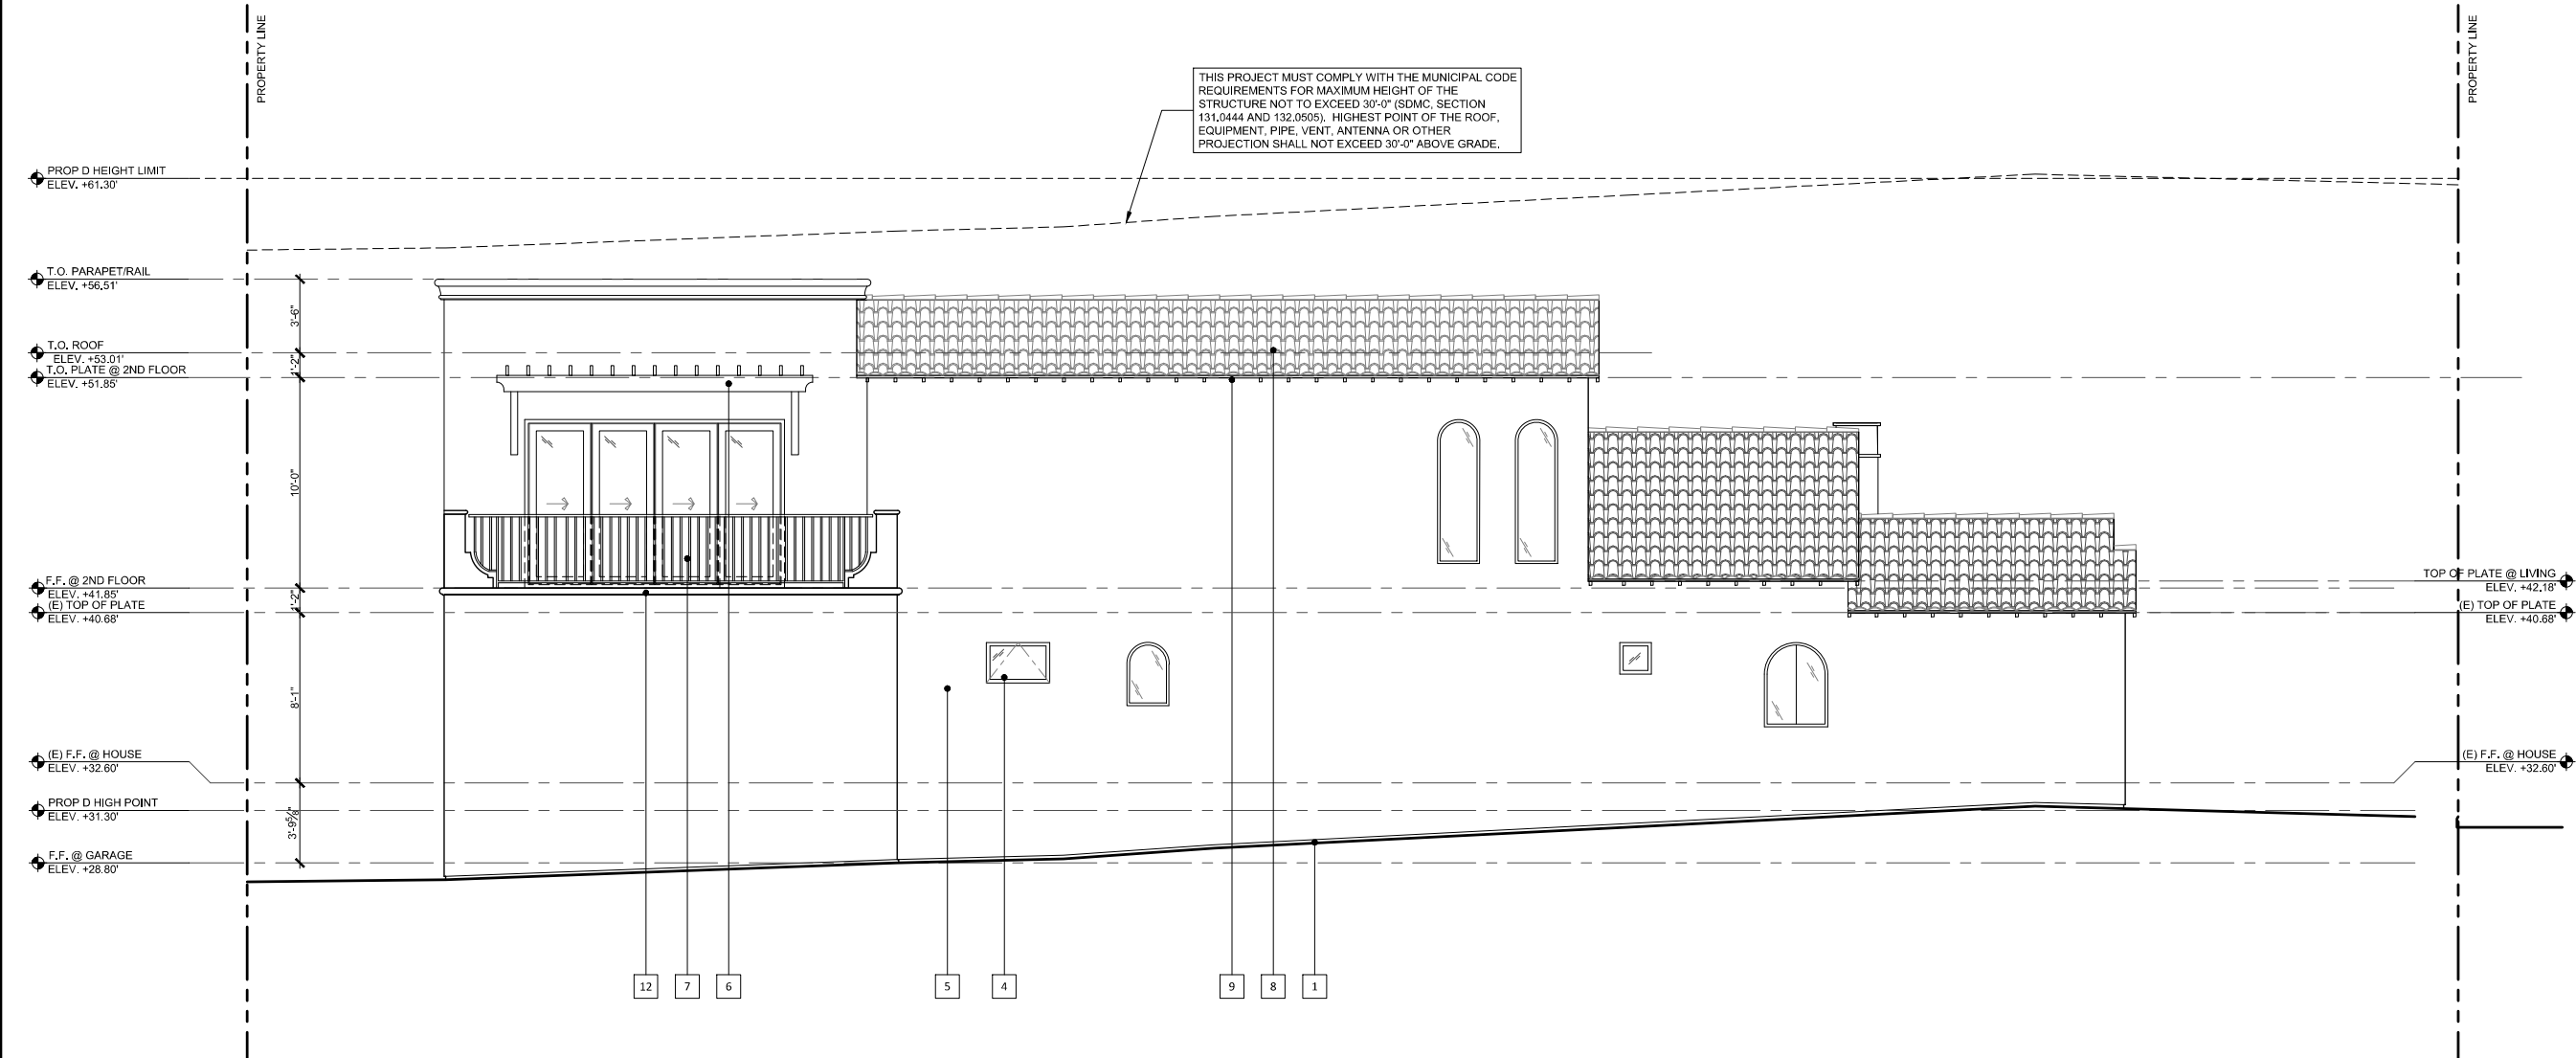 PROPERTY LINE
PROPERTY LINE
THIS PROJECT MUST COMPLY WITH THE MUNICIPAL CODE
REQUIREMENTS FOR MAXIMUM HEIGHT OF THE
STRUCTURE NOT TO EXCEED 30'-0" (SDMC, SECTION
131.0444 AND 132.0505). HIGHEST POINT OF THE ROOF,
EQUIPMENT, PIPE, VENT, ANTENNA OR OTHER
PROJECTION SHALL NOT EXCEED 30'-0" ABOVE GRADE.
PROP D HEIGHT LIMIT
ELEV. +61.30'
T.O. PARAPET/RAIL
ELEV. +56.51'
3'-6"
T.O. ROOF
ELEV. +53.01'
1'-2"
T.O. PLATE @ 2ND FLOOR
ELEV. +51.85'
10'-0"
F.F. @ 2ND FLOOR
ELEV. +41.85'
1'-2"
(E) TOP OF PLATE
ELEV. +40.68'
8'-1"
(E) F.F. @ HOUSE
ELEV. +32.60'
PROP D HIGH POINT
ELEV. +31.30'
3'-9⅝"
F.F. @ GARAGE
ELEV. +28.80'
TOP OF PLATE @ LIVING
ELEV. +42.18'
(E) TOP OF PLATE
ELEV. +40.68'
(E) F.F. @ HOUSE
ELEV. +32.60'
12 7 6 5 4 9 8 1